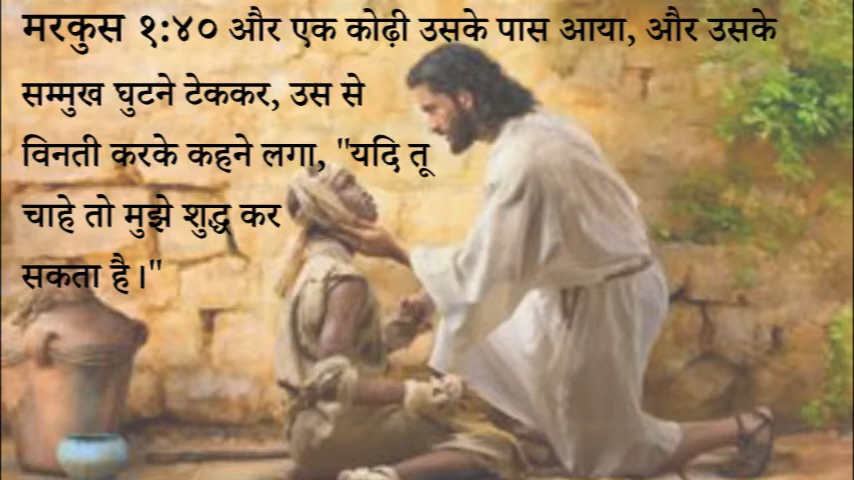 मरकुस १:४० और एक कोढ़ी उसके पास आया, और उसके
सम्मुख घुटने टेककर, उस से
विनती करके कहने लगा, "यदि तू
चाहे तो मुझे शुद्ध कर
सकता है।"